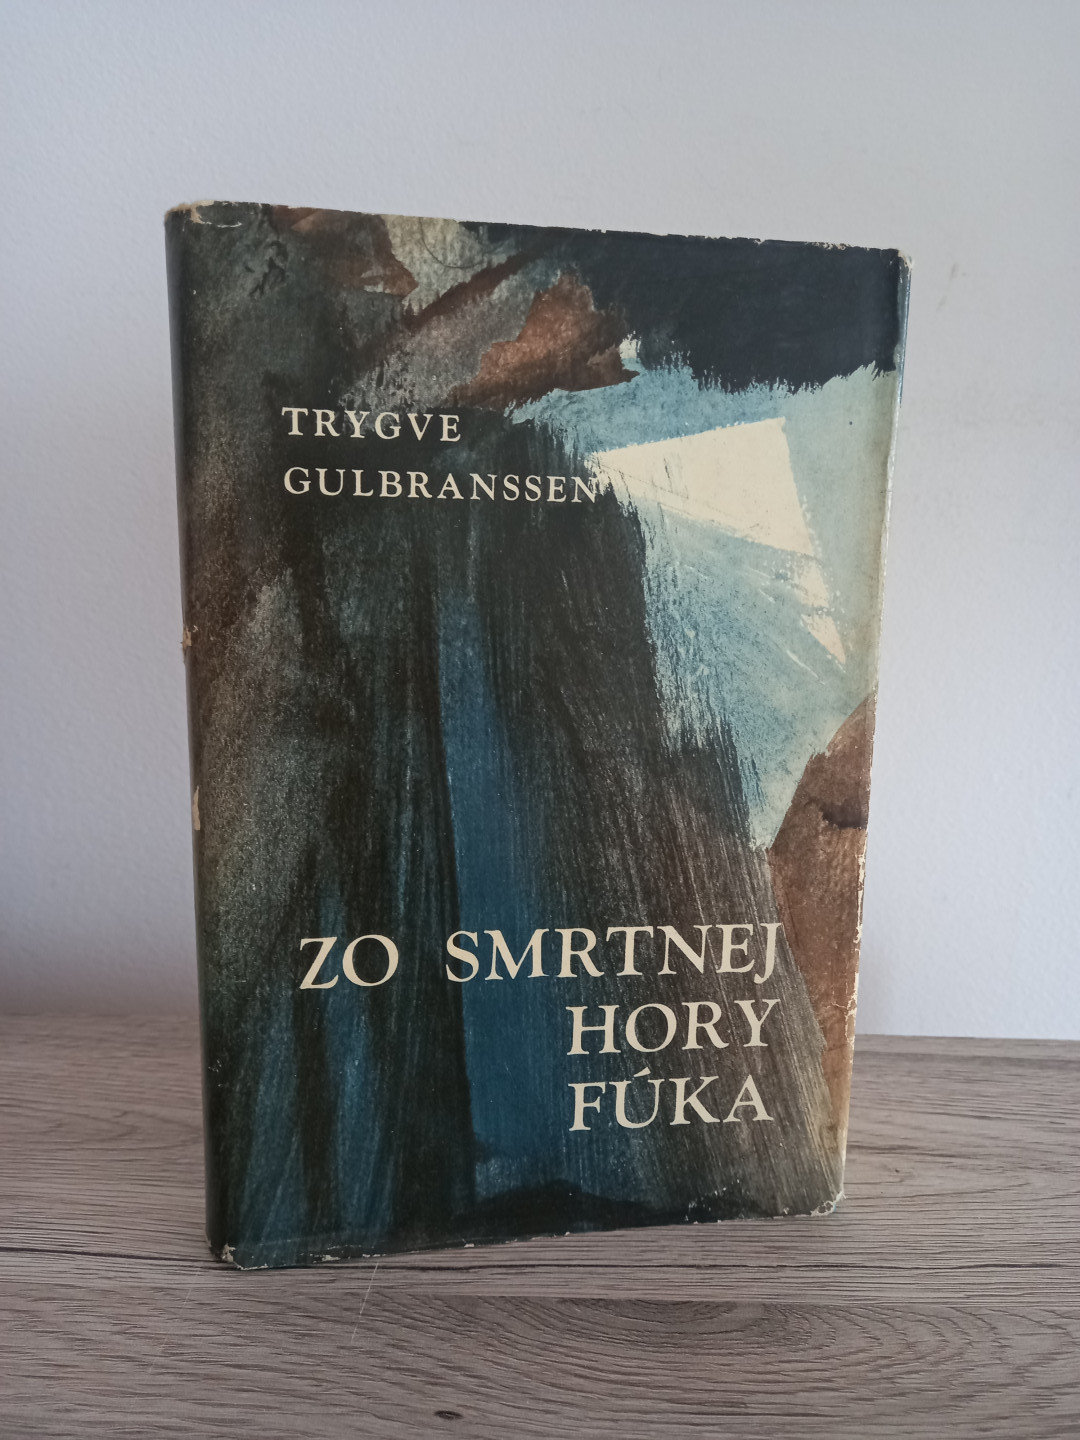 TRYGVE
GULBRANSSEN
ZO SMRTNEJ
HORY
FÚKA